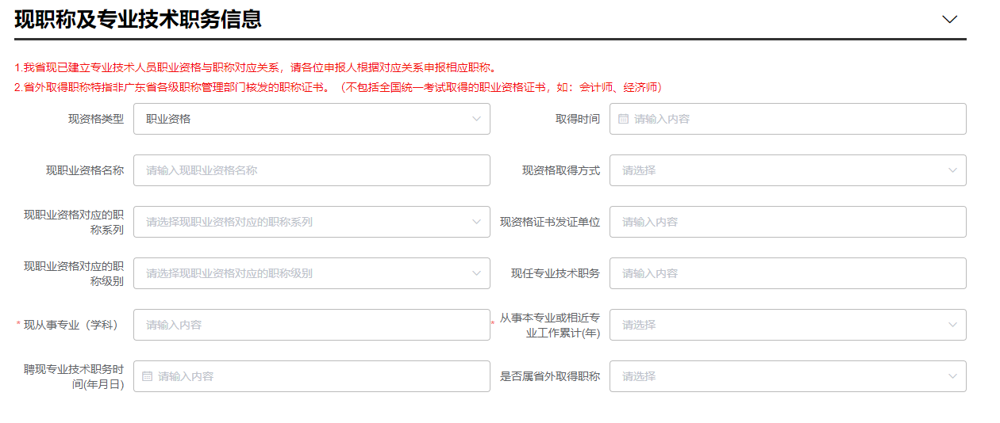 现职称及专业技术职务信息
1.我省现已建立专业技术人员职业资格与职称对应关系，请各位申报人根据对应关系申报相应职称。
2.省外取得职称特指非广东省各级职称管理部门核发的职称证书。（不包括全国统一考试取得的职业资格证书，如：会计师、经济师）
现资格类型 职业资格 取得时间 请输入内容
现职业资格名称 请输入现职业资格名称 现资格取得方式 请选择
现职业资格对应的职
称系列 请选择现职业资格对应的职称系列 现资格证书发证单位 请输入内容
现职业资格对应的职
称级别 请选择现职业资格对应的职称级别 现任专业技术职务 请输入内容
* 现从事专业（学科） 请输入内容 * 从事本专业或相近专
业工作累计(年) 请选择
聘现专业技术职务时
间(年月日) 请输入内容 是否属省外取得职称 请选择